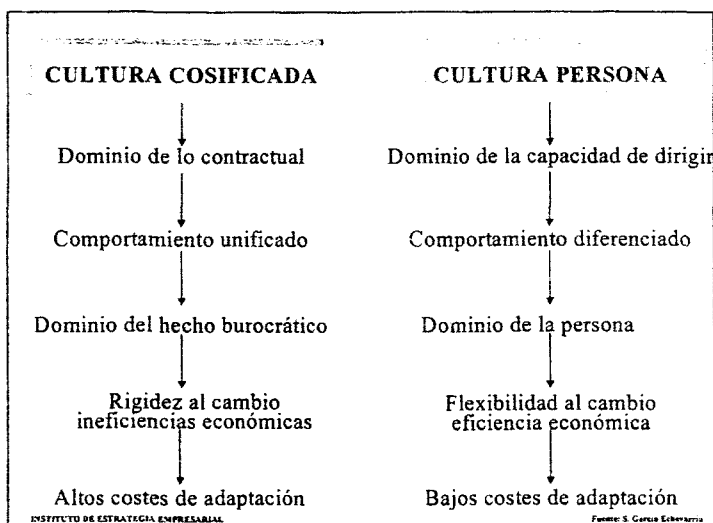 CULTURA COSIFICADA
Dominio de lo contractual
Comportamiento unificado
Dominio del hecho burocrático
Rigidez al cambio
ineficiencias económicas
Altos costes de adaptación
CULTURA PERSONA
Dominio de la capacidad de dirigir
Comportamiento diferenciado
Dominio de la persona
Flexibilidad al cambio
eficiencia económica
Bajos costes de adaptación
INSTITUTO DE ESTRATEGIA EMPRESARIAL
Fuente: S. García Echevarría